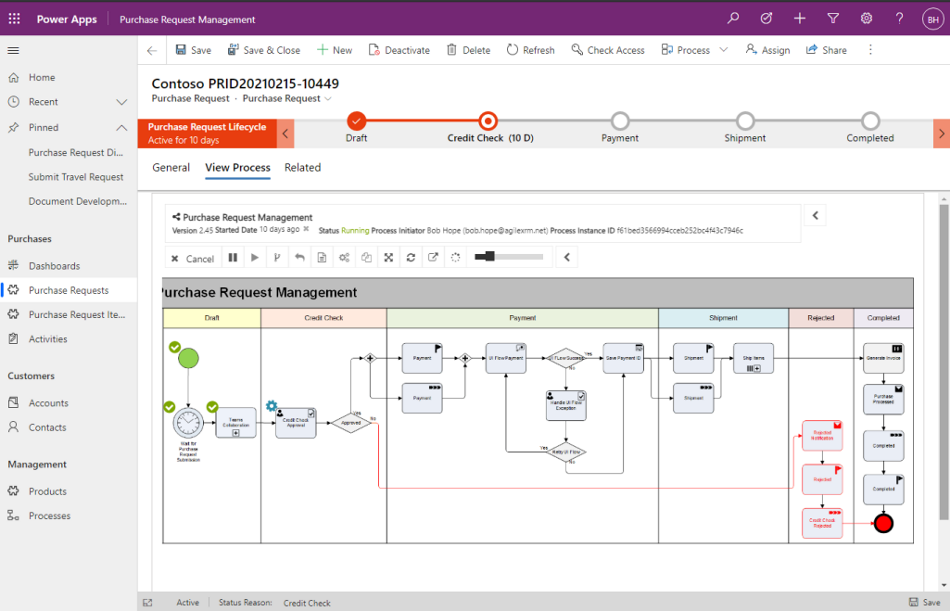 Power Apps Purchase Request Management BH
Save Save & Close New Deactivate Delete Refresh Check Access Process Assign Share
Home
Recent
Pinned
Purchase Request Di...
Submit Travel Request
Document Developm...
Purchases
Dashboards
Purchase Requests
Purchase Request Ite...
Activities
Customers
Accounts
Contacts
Management
Products
Processes
Contoso PRID20210215-10449
Purchase Request · Purchase Request
Purchase Request Lifecycle
Active for 10 days
Draft Credit Check (10 D) Payment Shipment Completed
General View Process Related
Purchase Request Management
Version 2.45 Started Date 10 days ago Status Running Process Initiator Bob Hope (bob.hope@agilexrm.net) Process Instance ID f61bed3566994cceb252bc4f43c7946c
Cancel
Purchase Request Management
Draft Credit Check Payment Shipment Rejected Completed
Wait for
Purchase
Request
Submission
Teams
Collaboration
Credit Check
Approval
Approved
Yes
No
Payment
Payment
UI Flow Payment
UI FLow Success
Yes
No
Save Payment ID
Handle UI Flow
Exception
Retry UI Flow
Yes
No
Shipment
Shipment
Ship Items
Rejected
Notification
Rejected
Credit Check
Rejected
Generate Invoice
Purchase
Processed
Completed
Completed
Active Status Reason: Credit Check Save